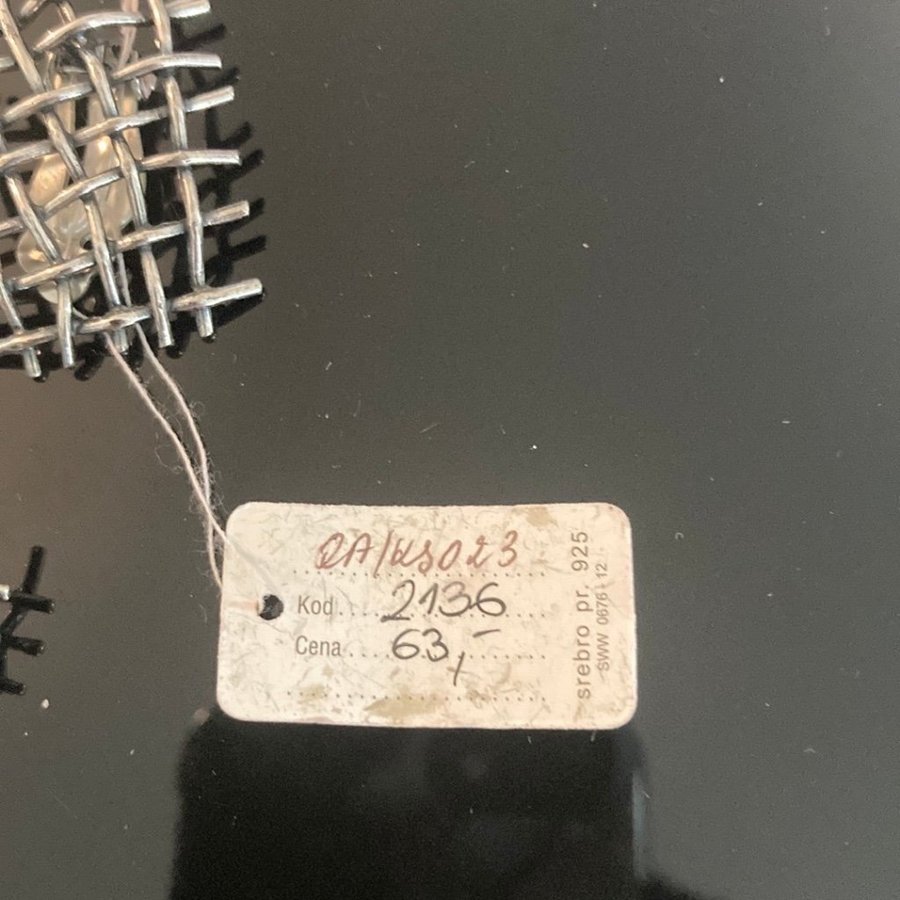 QA/KS023
Kod 2136
Cena 63,-
srebro pr. 925
SWW 0676 - 12